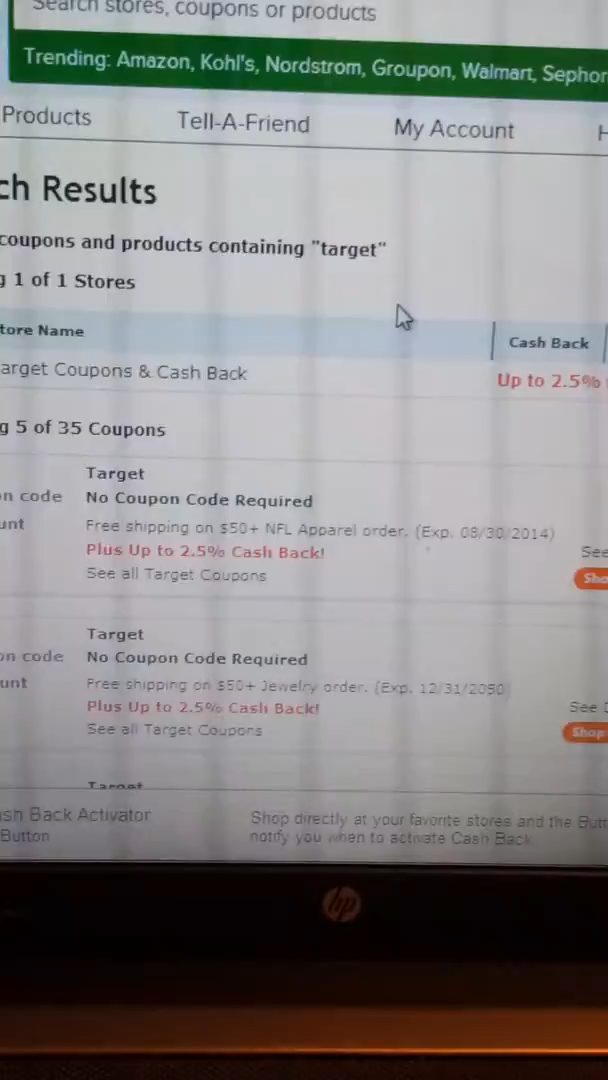 Search stores, coupons or products
Trending: Amazon, Kohl's, Nordstrom, Groupon, Walmart, Sephor
Products Tell-A-Friend My Account H
ch Results
coupons and products containing "target"
g 1 of 1 Stores
tore Name Cash Back
arget Coupons & Cash Back Up to 2.5%
g 5 of 35 Coupons
Target
on code No Coupon Code Required
unt Free shipping on $50+ NFL Apparel order. (Exp. 09/30/2014)
Plus Up to 2.5% Cash Back! See
See all Target Coupons Sho
Target
on code No Coupon Code Required
unt Free shipping on $50+ Jewelry order. (Exp. 12/31/2050)
Plus Up to 2.5% Cash Back! See
See all Target Coupons Shop
Target
sh Back Activator Shop directly at your favorite stores and the Butt
Button notify you when to activate Cash Back
hp